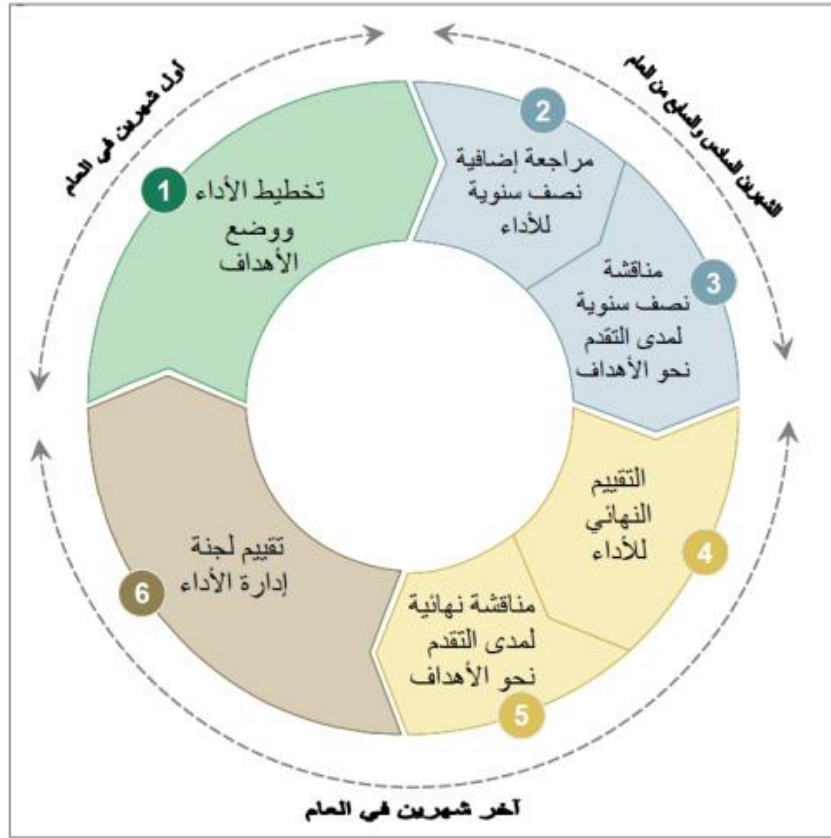 أول شهرين في العام
الشهرين السادس والسابع من العام
1
تخطيط الأداء
ووضع
الأهداف
2
مراجعة إضافية
نصف سنوية
للأداء
3
مناقشة
نصف سنوية
لمدى التقدم
نحو الأهداف
4
التقييم
النهائي
للأداء
5
مناقشة نهائية
لمدى التقدم
نحو الأهداف
6
تقييم لجنة
إدارة الأداء
آخر شهرين في العام